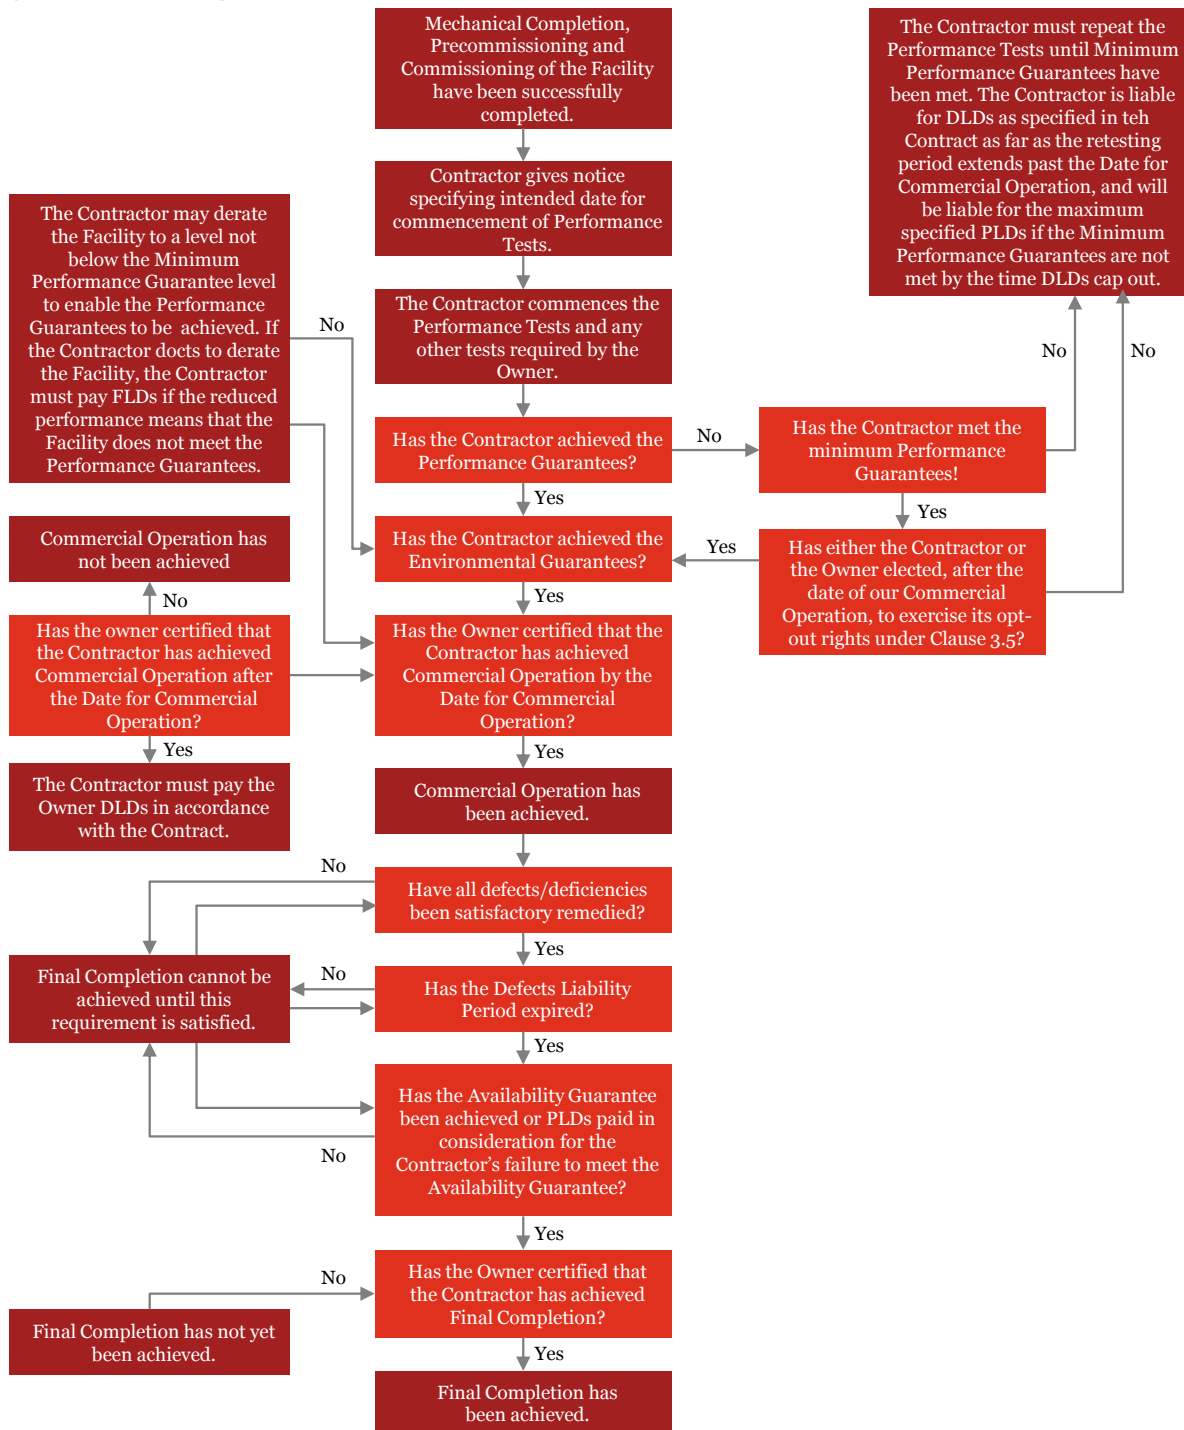 Mechanical Completion,
Precommissioning and
Commissioning of the Facility
have been successfully
completed.
The Contractor must repeat the
Performance Tests until Minimum
Performance Guarantees have
been met. The Contractor is liable
for DLDs as specified in teh
Contract as far as the retesting
period extends past the Date for
Commercial Operation, and will
be liable for the maximum
specified PLDs if the Minimum
Performance Guarantees are not
met by the time DLDs cap out.
Contractor gives notice
specifying intended date for
commencement of Performance
Tests.
The Contractor may derate
the Facility to a level not
below the Minimum
Performance Guarantee level
to enable the Performance
Guarantees to be achieved. If
the Contractor docts to derate
the Facility, the Contractor
must pay FLDs if the reduced
performance means that the
Facility does not meet the
Performance Guarantees.
No
The Contractor commences the
Performance Tests and any
other tests required by the
Owner.
No
No
Has the Contractor achieved the
Performance Guarantees?
No
Has the Contractor met the
minimum Performance
Guarantees!
Yes
Yes
Commercial Operation has
not been achieved
Has the Contractor achieved the
Environmental Guarantees?
Yes
Has either the Contractor or
the Owner elected, after the
date of our Commercial
Operation, to exercise its opt-
out rights under Clause 3.5?
No
Yes
Has the owner certified that
the Contractor has achieved
Commercial Operation after
the Date for Commercial
Operation?
Has the Owner certified that the
Contractor has achieved
Commercial Operation by the
Date for Commercial
Operation?
Yes
Yes
The Contractor must pay the
Owner DLDs in accordance
with the Contract.
Commercial Operation has
been achieved.
No
Have all defects/deficiencies
been satisfactory remedied?
Yes
Final Completion cannot be
achieved until this
requirement is satisfied.
No
Has the Defects Liability
Period expired?
Yes
Has the Availability Guarantee
been achieved or PLDs paid in
consideration for the
Contractor's failure to meet the
Availability Guarantee?
No
Yes
No
Has the Owner certified that
the Contractor has achieved
Final Completion?
Final Completion has not yet
been achieved.
Yes
Final Completion has
been achieved.